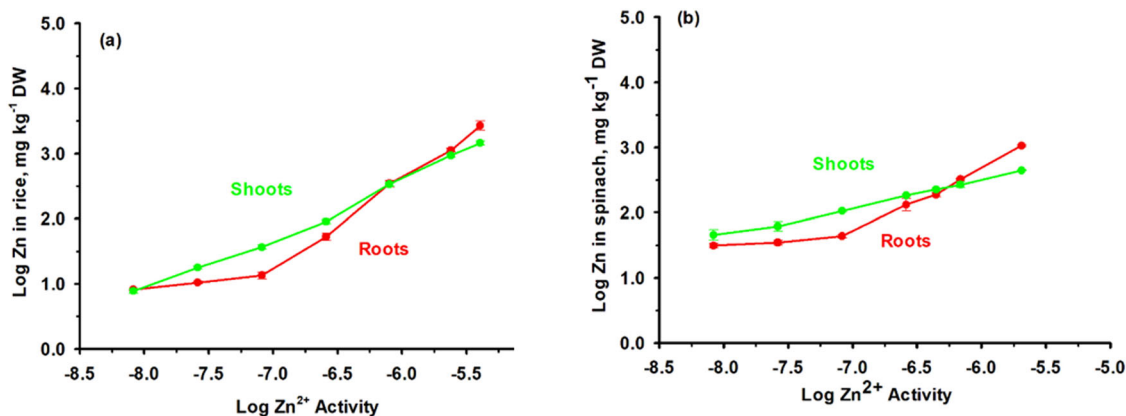 (a)
Log Zn in rice, mg kg⁻¹ DW
5.0
4.0
3.0
2.0
1.0
0.0
Shoots
Roots
-8.5
-8.0
-7.5
-7.0
-6.5
-6.0
-5.5
Log Zn²⁺ Activity
(b)
Log Zn in spinach, mg kg⁻¹ DW
5.0
4.0
3.0
2.0
1.0
0.0
Shoots
Roots
-8.5
-8.0
-7.5
-7.0
-6.5
-6.0
-5.5
-5.0
Log Zn²⁺ Activity